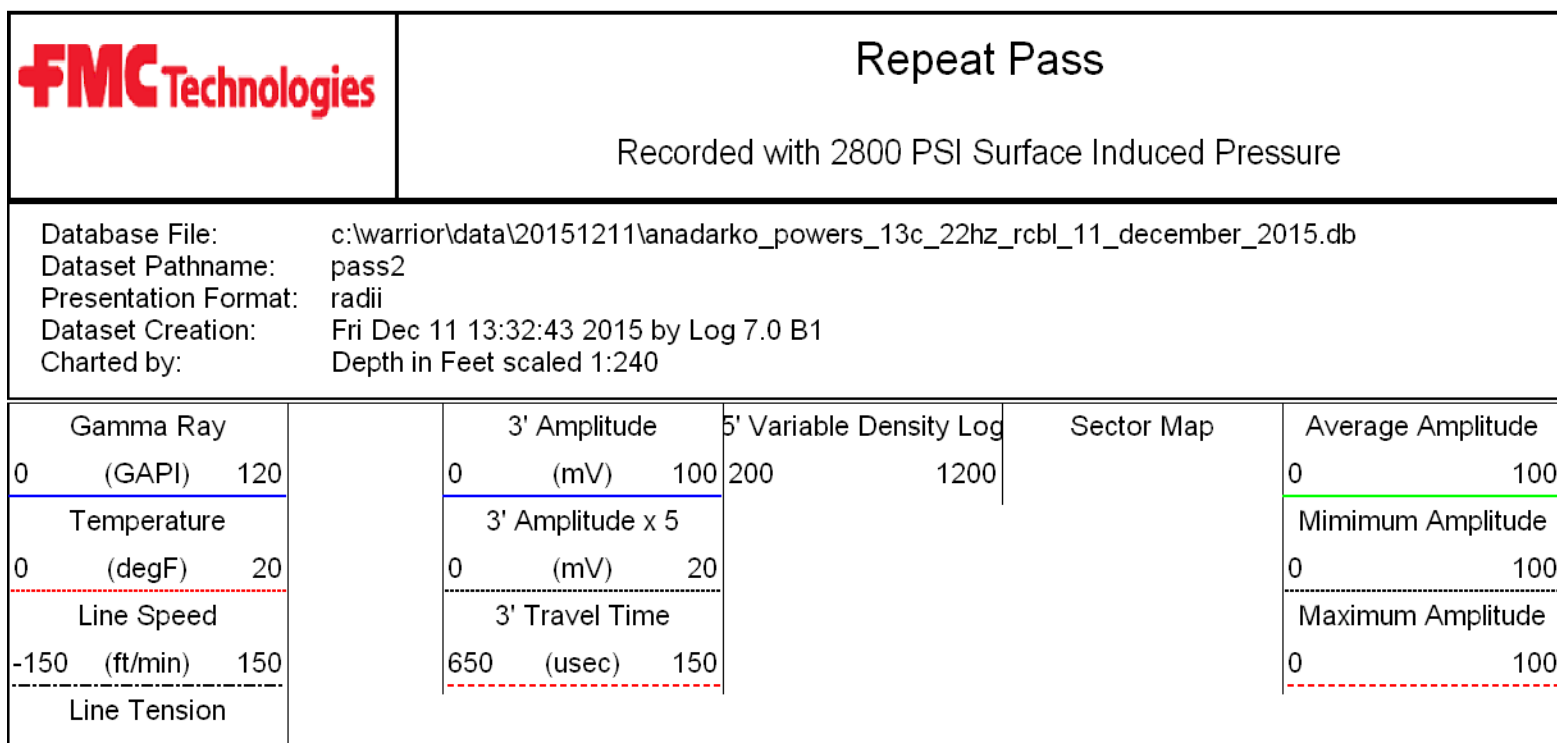 FMC Technologies
Repeat Pass
Recorded with 2800 PSI Surface Induced Pressure
Database File: c:\warrior\data\20151211\anadarko_powers_13c_22hz_rcbl_11_december_2015.db
Dataset Pathname: pass2
Presentation Format: radii
Dataset Creation: Fri Dec 11 13:32:43 2015 by Log 7.0 B1
Charted by: Depth in Feet scaled 1:240
Gamma Ray 3' Amplitude 5' Variable Density Log Sector Map Average Amplitude
0 (GAPI) 120 0 (mV) 100 200 1200 0 100
Temperature 3' Amplitude x 5 Mimimum Amplitude
0 (degF) 20 0 (mV) 20 0 100
Line Speed 3' Travel Time Maximum Amplitude
-150 (ft/min) 150 650 (usec) 150 0 100
Line Tension